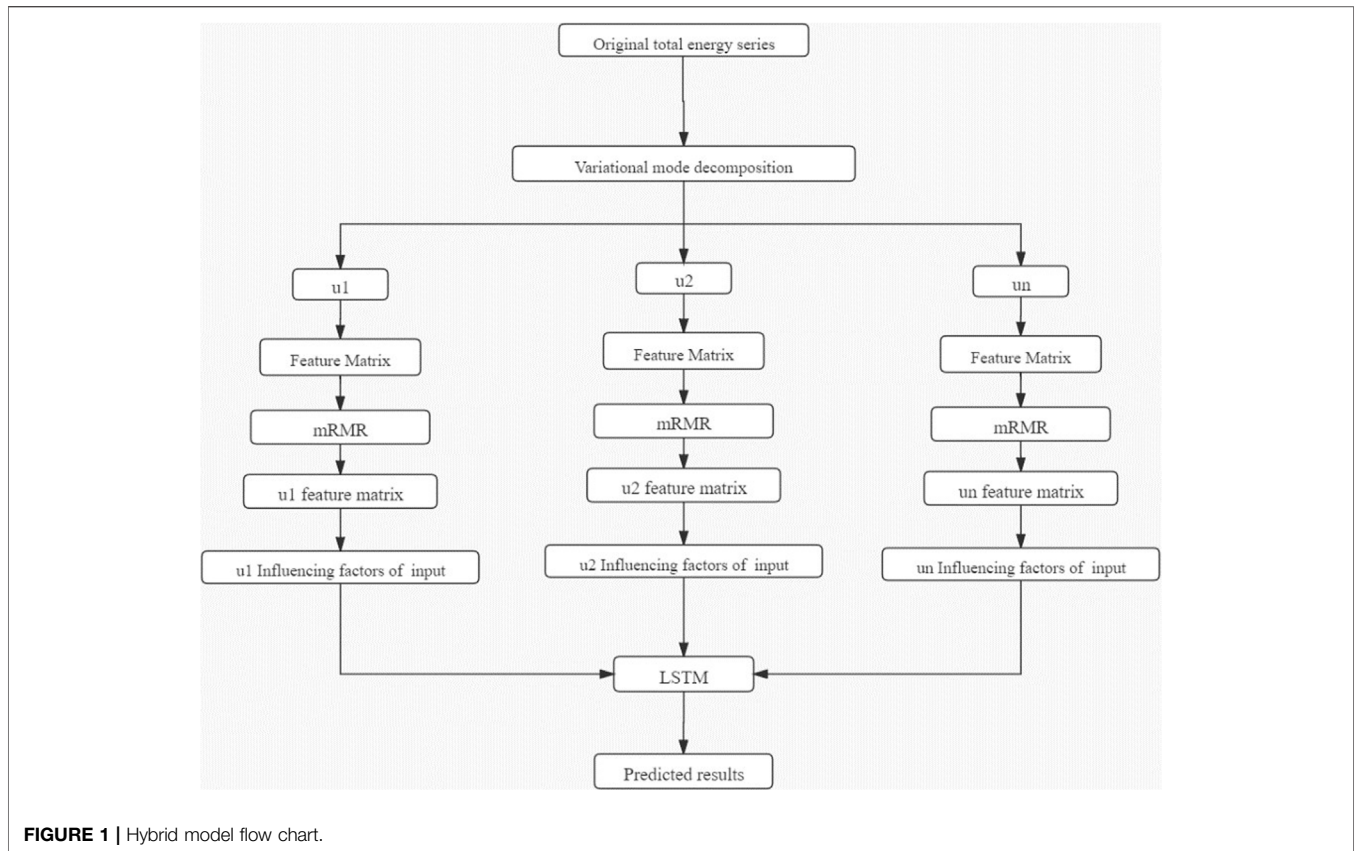 Original total energy series
Variational mode decomposition
u1
u2
un
Feature Matrix
Feature Matrix
Feature Matrix
mRMR
mRMR
mRMR
u1 feature matrix
u2 feature matrix
un feature matrix
u1 Influencing factors of input
u2 Influencing factors of input
un Influencing factors of input
LSTM
Predicted results
FIGURE 1 | Hybrid model flow chart.